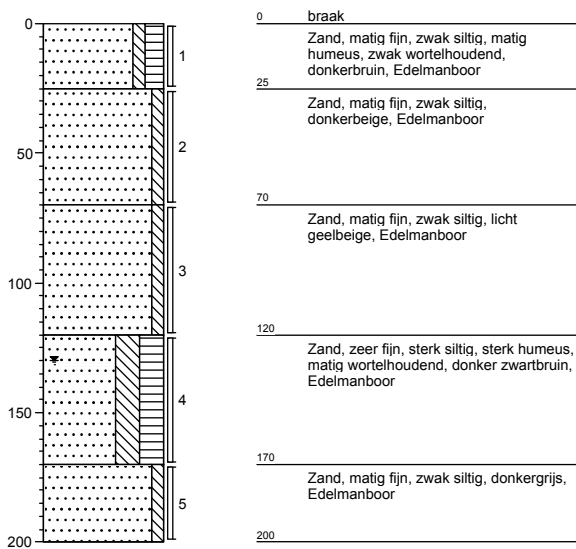 0
50
100
150
200
1
2
3
4
5
0 braak
Zand, matig fijn, zwak siltig, matig
humeus, zwak wortelhoudend,
donkerbruin, Edelmanboor
25
Zand, matig fijn, zwak siltig,
donkerbeige, Edelmanboor
70
Zand, matig fijn, zwak siltig, licht
geelbeige, Edelmanboor
120
Zand, zeer fijn, sterk siltig, sterk humeus,
matig wortelhoudend, donker zwartbruin,
Edelmanboor
170
Zand, matig fijn, zwak siltig, donkergrijs,
Edelmanboor
200